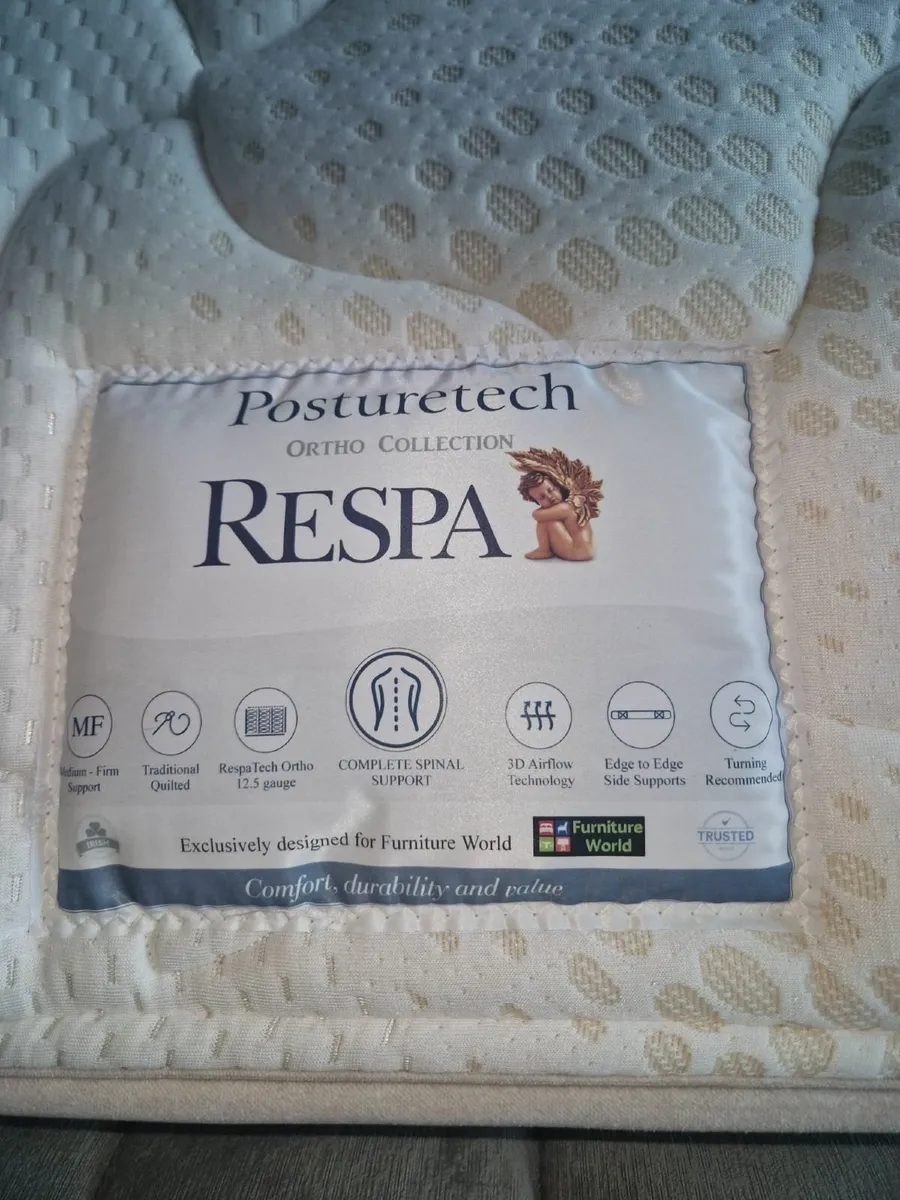 Posturetech
ORTHO COLLECTION
RESPA
MF
Medium - Firm
Support
Traditional
Quilted
RespaTech Ortho
12.5 gauge
COMPLETE SPINAL
SUPPORT
3D Airflow
Technology
Edge to Edge
Side Supports
Turning
Recommended
IRISH
Exclusively designed for Furniture World
Furniture
World
TRUSTED
Comfort, durability and value